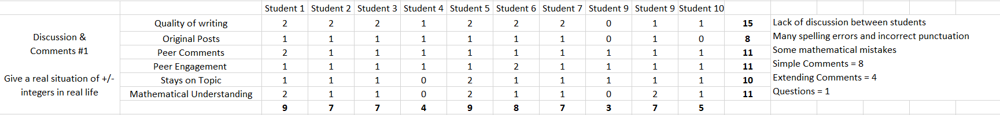 Student 1 Student 2 Student 3 Student 4 Student 5 Student 6 Student 7 Student 9 Student 9 Student 10
Discussion &
Comments #1
Give a real situation of +/-
integers in real life
Quality of writing 2 2 2 1 2 2 2 0 1 1 15
Original Posts 1 1 1 1 1 1 1 0 1 0 8
Peer Comments 2 1 1 1 1 1 1 1 1 1 11
Peer Engagement 1 1 1 1 1 2 1 1 1 1 11
Stays on Topic 1 1 1 0 2 1 1 1 1 1 10
Mathematical Understanding 2 1 1 0 2 1 1 0 2 1 11
9 7 7 4 9 8 7 3 7 5
Lack of discussion between students
Many spelling errors and incorrect punctuation
Some mathematical mistakes
Simple Comments = 8
Extending Comments = 4
Questions = 1